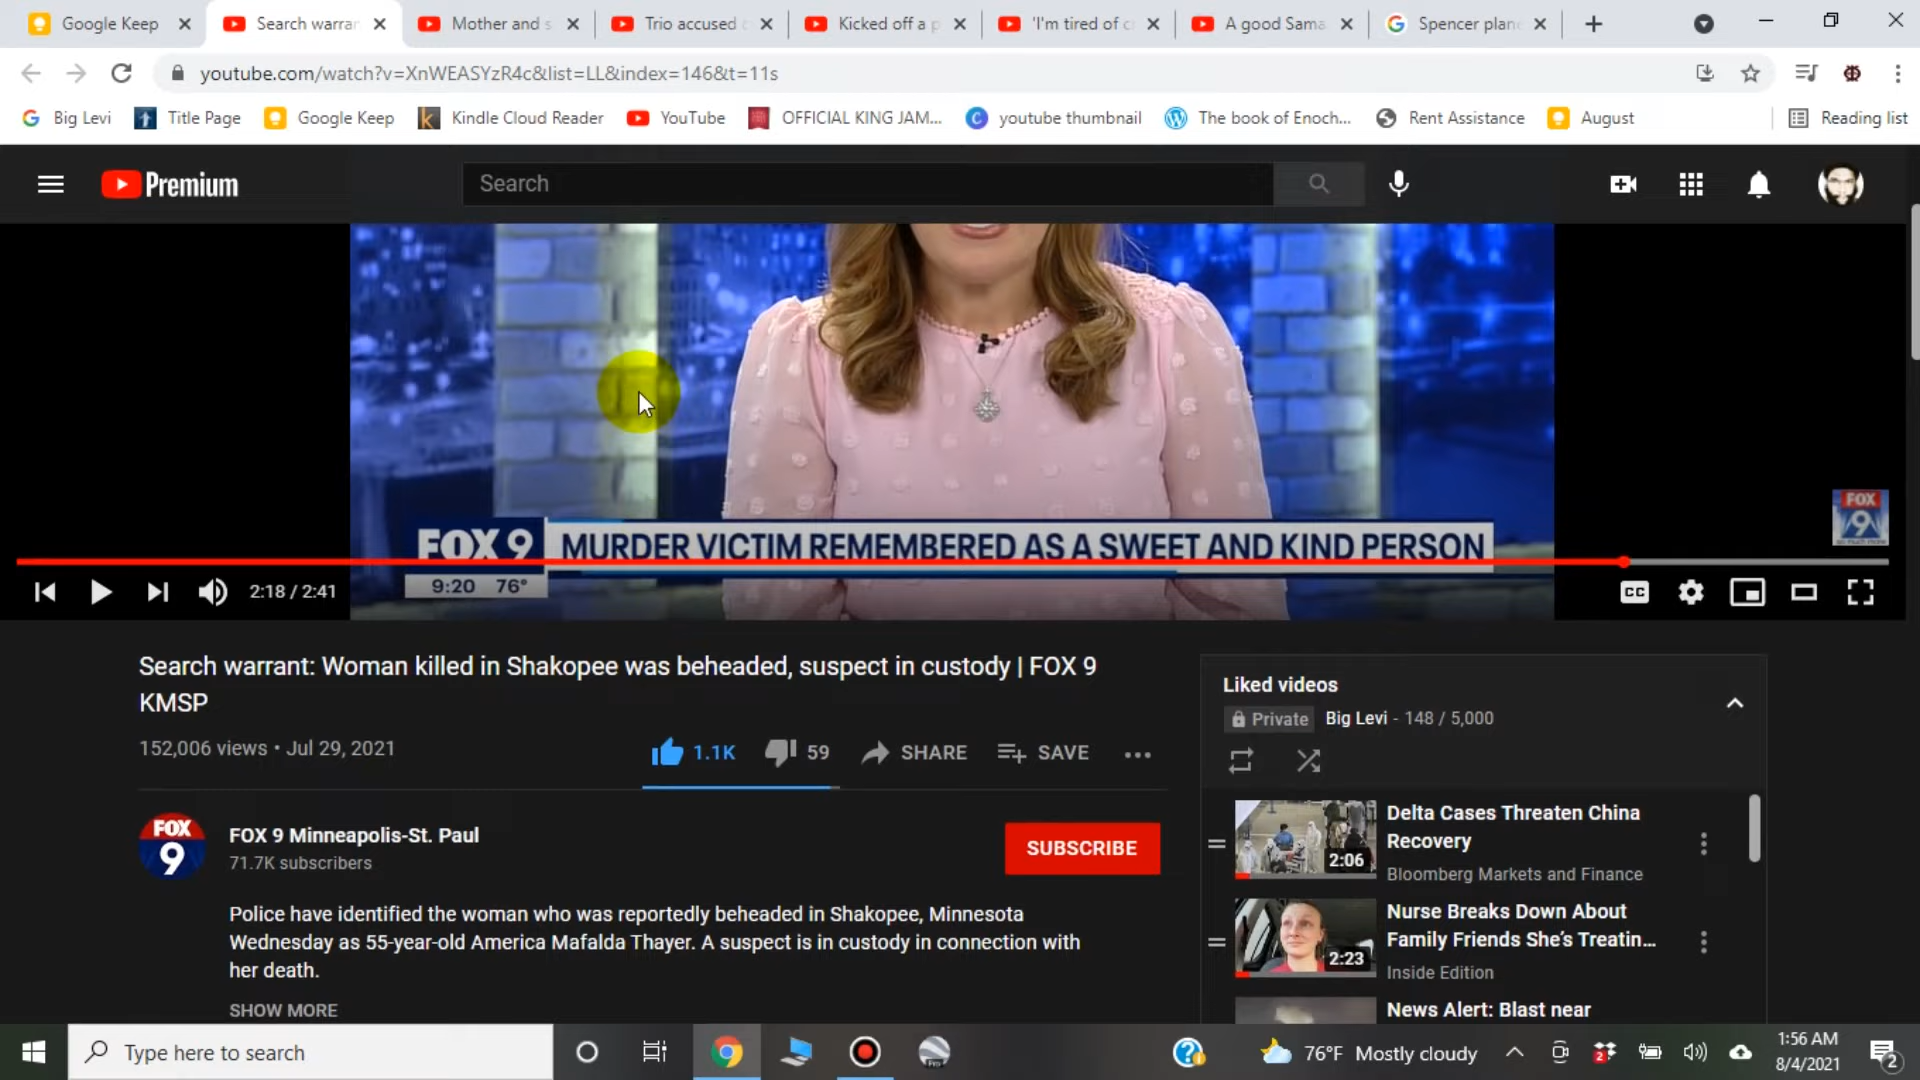 Google Keep
Search warrar
Mother and s
Trio accused
Kicked off a p
'I'm tired of c
A good Sama
Spencer plan
youtube.com/watch?v=XnWEASYzR4c&list=LL&index=146&t=11s
Big Levi
Title Page
Google Keep
Kindle Cloud Reader
YouTube
OFFICIAL KING JAM...
youtube thumbnail
The book of Enoch...
Rent Assistance
August
Reading list
Premium
Search
FOX 9
MURDER VICTIM REMEMBERED AS A SWEET AND KIND PERSON
9:20 76°
FOX
9
2:18 / 2:41
CC
Search warrant: Woman killed in Shakopee was beheaded, suspect in custody | FOX 9
KMSP
152,006 views • Jul 29, 2021
1.1K
59
SHARE
SAVE
FOX
9
FOX 9 Minneapolis-St. Paul
71.7K subscribers
SUBSCRIBE
Police have identified the woman who was reportedly beheaded in Shakopee, Minnesota
Wednesday as 55-year-old America Mafalda Thayer. A suspect is in custody in connection with
her death.
SHOW MORE
Liked videos
Private
Big Levi - 148 / 5,000
2:06
Delta Cases Threaten China
Recovery
Bloomberg Markets and Finance
2:23
Nurse Breaks Down About
Family Friends She's Treatin...
Inside Edition
News Alert: Blast near
Type here to search
76°F Mostly cloudy
2
1:56 AM
8/4/2021
2